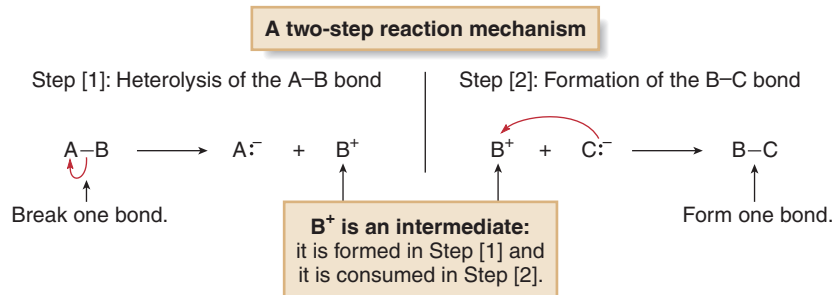 A two-step reaction mechanism
Step [1]: Heterolysis of the A–B bond
Step [2]: Formation of the B–C bond
A–B → A:⁻ + B⁺
B⁺ + C:⁻ → B–C
Break one bond.
B⁺ is an intermediate:
it is formed in Step [1] and
it is consumed in Step [2].
Form one bond.